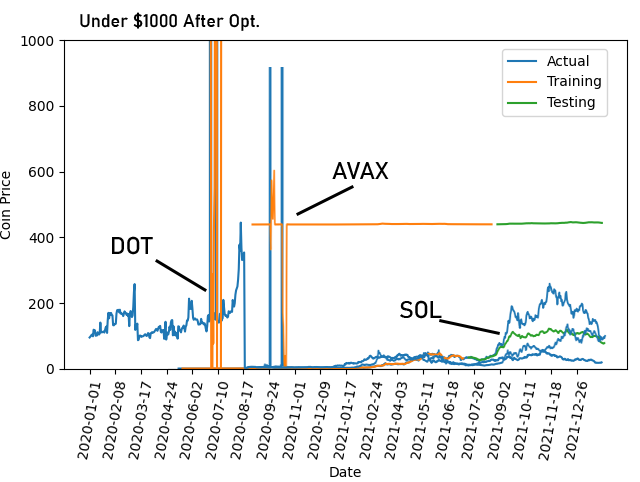 Under $1000 After Opt.
1000
800
600
400
200
0
Coin Price
Actual
Training
Testing
AVAX
DOT
SOL
2020-01-01
2020-02-08
2020-03-17
2020-04-24
2020-06-02
2020-07-10
2020-08-17
2020-09-24
2020-11-01
2020-12-09
2021-01-17
2021-02-24
2021-04-03
2021-05-11
2021-06-18
2021-07-26
2021-09-02
2021-10-11
2021-11-18
2021-12-26
Date